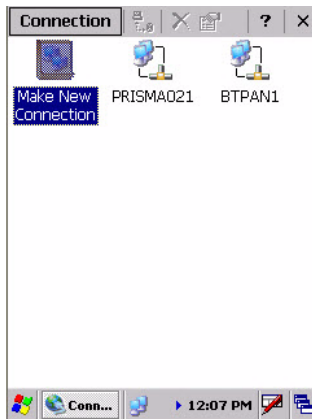 Connection ? ×
Make New
Connection
PRISMA021
BTPAN1
Conn... 12:07 PM